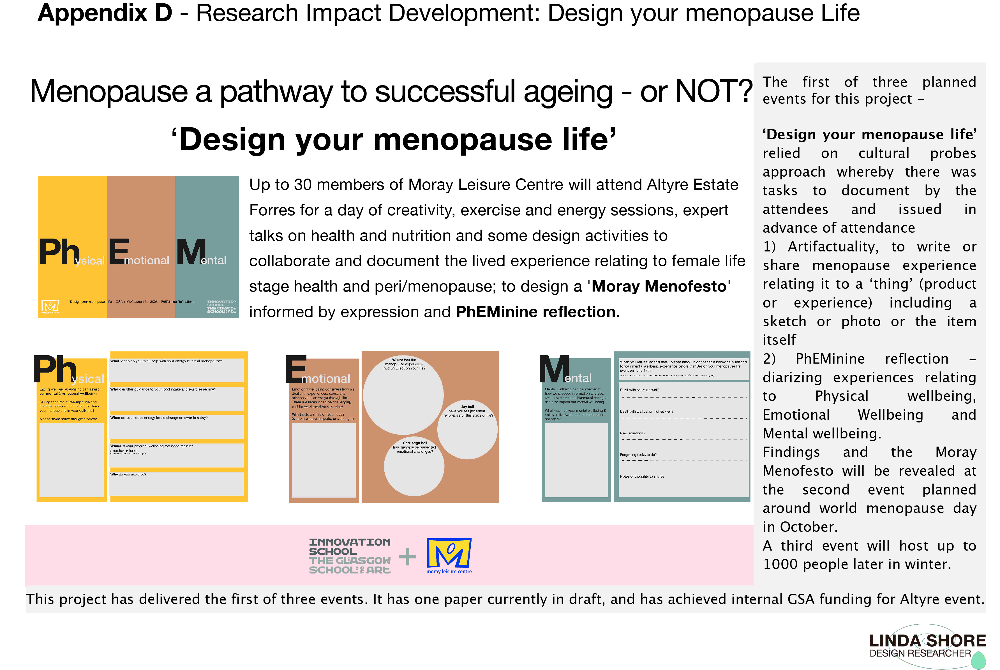 Appendix D - Research Impact Development: Design your menopause Life
Menopause a pathway to successful ageing - or NOT?
‘Design your menopause life’
Physical
Emotional
Mental
moray leisure centre
'Design your menopause life' GSA + MLC June 17th 2023 PhEMinine Reflections
INNOVATION
SCHOOL
THE GLASGOW
SCHOOL OF ART
Up to 30 members of Moray Leisure Centre will attend Altyre Estate
Forres for a day of creativity, exercise and energy sessions, expert
talks on health and nutrition and some design activities to
collaborate and document the lived experience relating to female life
stage health and peri/menopause; to design a 'Moray Menofesto'
informed by expression and PhEMinine reflection.
Physical
Eating well and exercising can assist
our mental & emotional wellbeing
During the time of menopause and
change; consider and reflect on how
you manage this in your daily life?
please share some thoughts below:
What foods do you think help with your energy levels at menopause?
Who can offer guidance to your food intake and exercise regime?
When do you notice energy levels change or lower in a day?
Where is your physical wellbeing focussed mainly?
exercise or food
Why do you exercise?
Emotional
Emotional wellbeing considers how we
deal with experiences, stress and
relationships as we go through life
There are times it can be challenging,
and times of great emotional joy
What puts a smile on your face?
(share a picture, a quote, or a thought)
Where has the
menopause experience
had an affect on your life?
Joy ball
have you felt joy about
menopause or this stage of life?
Challenge ball
has menopause presented
emotional challenges?
Mental
Mental wellbeing can be affected by
how we process information and deal
with new situations. Hormonal changes
can also impact our mental wellbeing
What way has your mental wellbeing &
ability to live/work during menopause
changed?
When you are issued this pack, please check in on the table below daily relating
to your mental wellbeing experience before the 'Design your menopause life'
event on June 17th
Dealt with situation well?
Dealt with a situation not so well?
New situations?
Forgetting tasks to do?
Notes or thoughts to share?
INNOVATION
SCHOOL
THE GLASGOW
SCHOOL OF ART
+
moray leisure centre
The first of three planned
events for this project –
‘Design your menopause life’
relied on cultural probes
approach whereby there was
tasks to document by the
attendees and issued in
advance of attendance
1) Artifactuality, to write or
share menopause experience
relating it to a ‘thing’ (product
or experience) including a
sketch or photo or the item
itself
2) PhEMinine reflection –
diarizing experiences relating
to Physical wellbeing,
Emotional Wellbeing and
Mental wellbeing.
Findings and the Moray
Menofesto will be revealed at
the second event planned
around world menopause day
in October.
A third event will host up to
1000 people later in winter.
This project has delivered the first of three events. It has one paper currently in draft, and has achieved internal GSA funding for Altyre event.
LINDA SHORE
DESIGN RESEARCHER